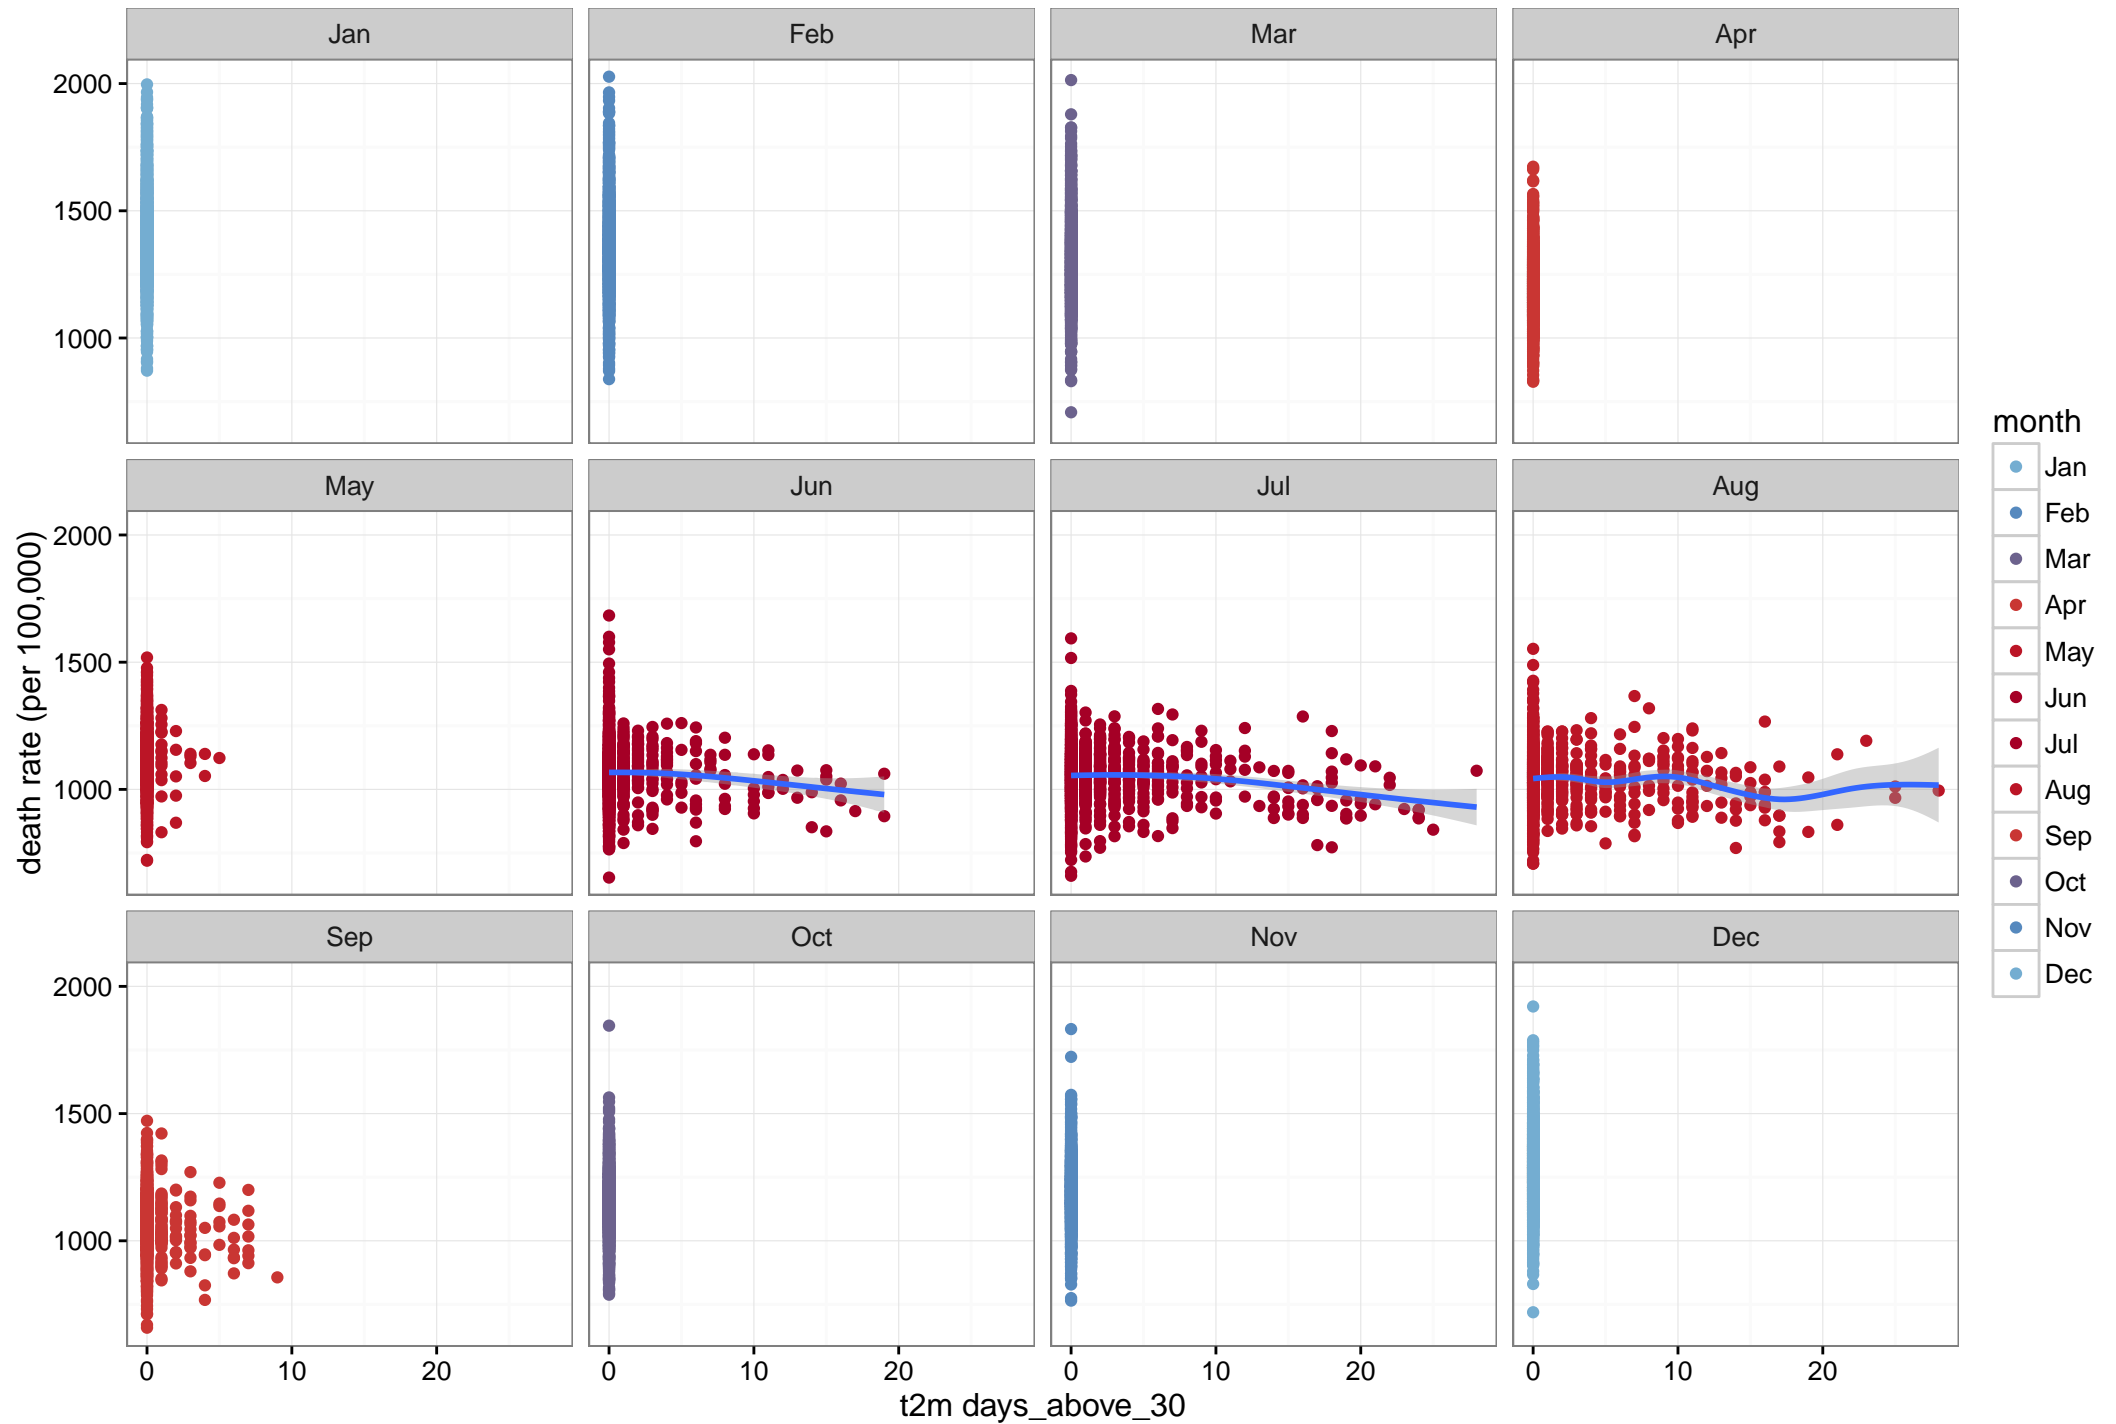 Jan Feb Mar Apr
2000
1500
1000
May Jun Jul Aug
2000
1500
1000
Sep Oct Nov Dec
2000
1500
1000
0 10 20 0 10 20 0 10 20 0 10 20
t2m days_above_30
death rate (per 100,000)
month
Jan
Feb
Mar
Apr
May
Jun
Jul
Aug
Sep
Oct
Nov
Dec